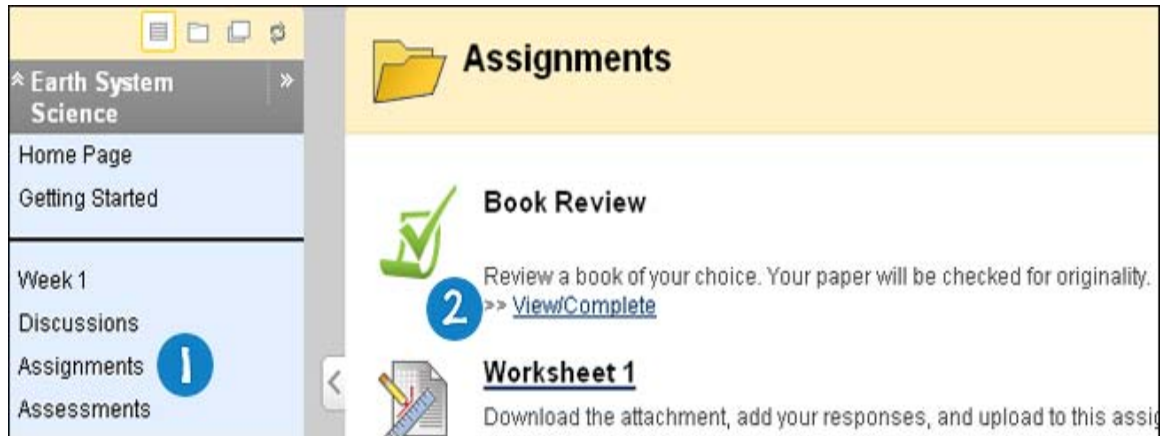 Earth System
Science
Home Page
Getting Started
Week 1
Discussions
Assignments 1
Assessments
Assignments
Book Review
Review a book of your choice. Your paper will be checked for originality.
2 >> View/Complete
Worksheet 1
Download the attachment, add your responses, and upload to this